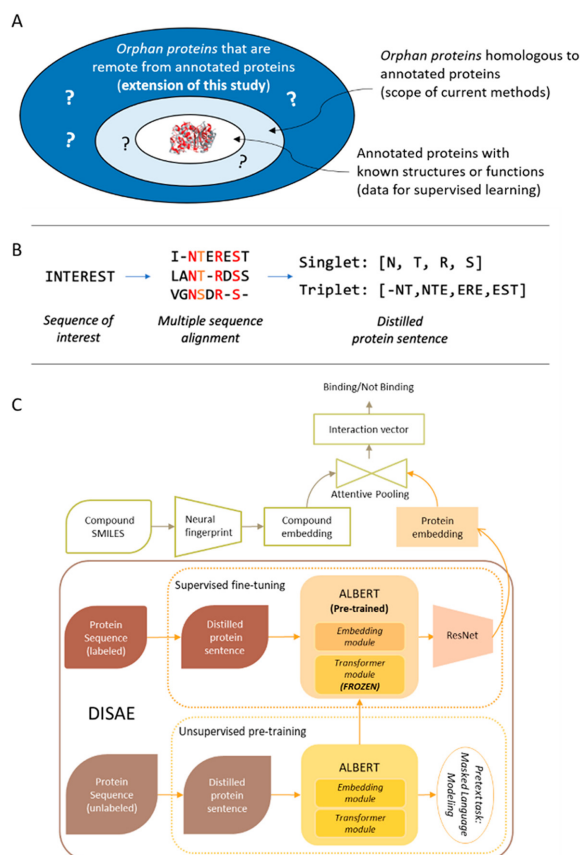 A
Orphan proteins that are
remote from annotated proteins
(extension of this study)
? ? ? ? ?
Orphan proteins homologous to
annotated proteins
(scope of current methods)
Annotated proteins with
known structures or functions
(data for supervised learning)
B
INTEREST
Sequence of
interest
I-NTEREST
LANT-RDSS
VGNSDR-S-
Multiple sequence
alignment
Singlet: [N, T, R, S]
Triplet: [-NT,NTE,ERE,EST]
Distilled
protein sentence
C
Binding/Not Binding
Interaction vector
Attentive Pooling
Compound
SMILES
Neural
fingerprint
Compound
embedding
Protein
embedding
Supervised fine-tuning
Protein
Sequence
(labeled)
Distilled
protein
sentence
ALBERT
(Pre-trained)
Embedding
module
Transformer
module
(FROZEN)
ResNet
DISAE
Unsupervised pre-training
Protein
Sequence
(unlabeled)
Distilled
protein
sentence
ALBERT
Embedding
module
Transformer
module
Pretext task:
Masked Language
Modeling